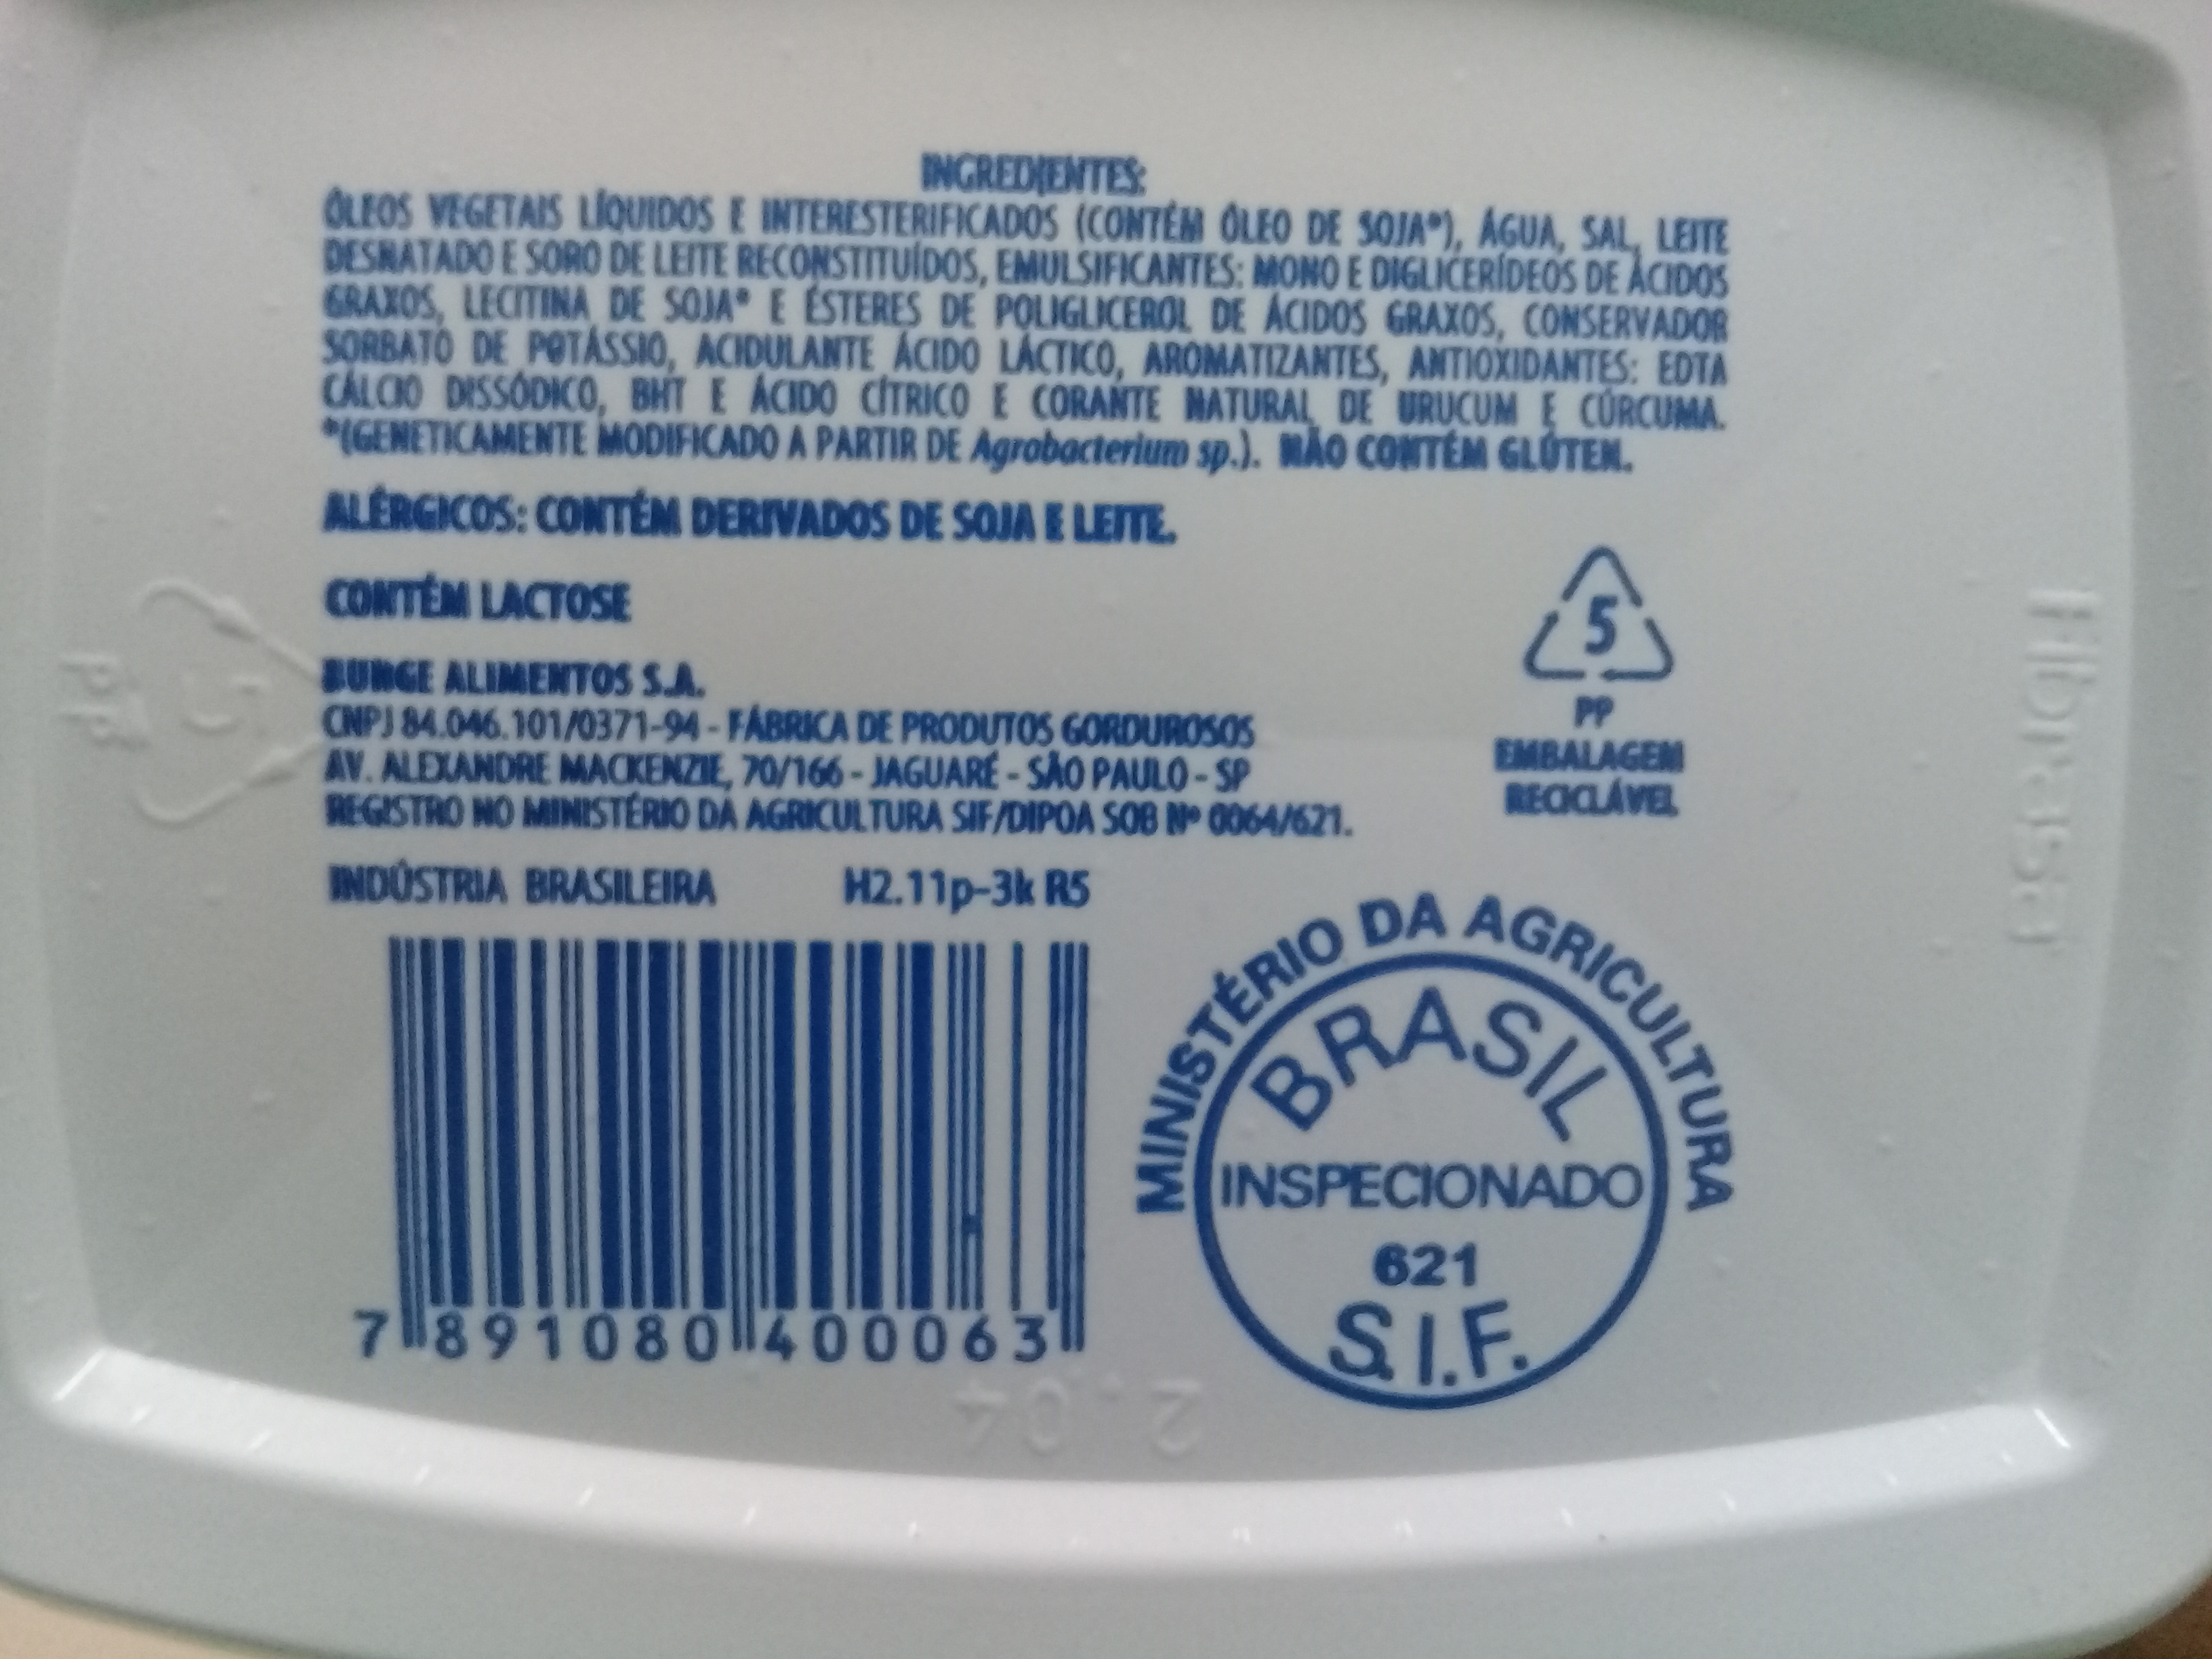 INGREDIENTES:
ÓLEOS VEGETAIS LÍQUIDOS E INTERESTERIFICADOS (CONTÉM ÓLEO DE SOJA*), ÁGUA, SAL, LEITE
DESNATADO E SORO DE LEITE RECONSTITUÍDOS, EMULSIFICANTES: MONO E DIGLICERÍDEOS DE ÁCIDOS
GRAXOS, LECITINA DE SOJA* E ÉSTERES DE POLIGLICEROL DE ÁCIDOS GRAXOS, CONSERVADOR
SORBATO DE POTÁSSIO, ACIDULANTE ÁCIDO LÁCTICO, AROMATIZANTES, ANTIOXIDANTES: EDTA
CÁLCIO DISSÓDICO, BHT E ÁCIDO CÍTRICO E CORANTE NATURAL DE URUCUM E CÚRCUMA.
*(GENETICAMENTE MODIFICADO A PARTIR DE Agrobacterium sp.). NÃO CONTÉM GLÚTEN.
ALÉRGICOS: CONTÉM DERIVADOS DE SOJA E LEITE.
CONTÉM LACTOSE
BUNGE ALIMENTOS S.A.
CNPJ 84.046.101/0371-94 - FÁBRICA DE PRODUTOS GORDUROSOS
AV. ALEXANDRE MACKENZIE, 70/166 - JAGUARÉ - SÃO PAULO - SP
REGISTRO NO MINISTÉRIO DA AGRICULTURA SIF/DIPOA SOB Nº 0064/621.
INDÚSTRIA BRASILEIRA H2.11p-3k R5
5
PP
EMBALAGEM
RECICLÁVEL
7 891080 400063
MINISTÉRIO DA AGRICULTURA
BRASIL
INSPECIONADO
621
S.I.F.
5
PP
Fibrasa
2.04